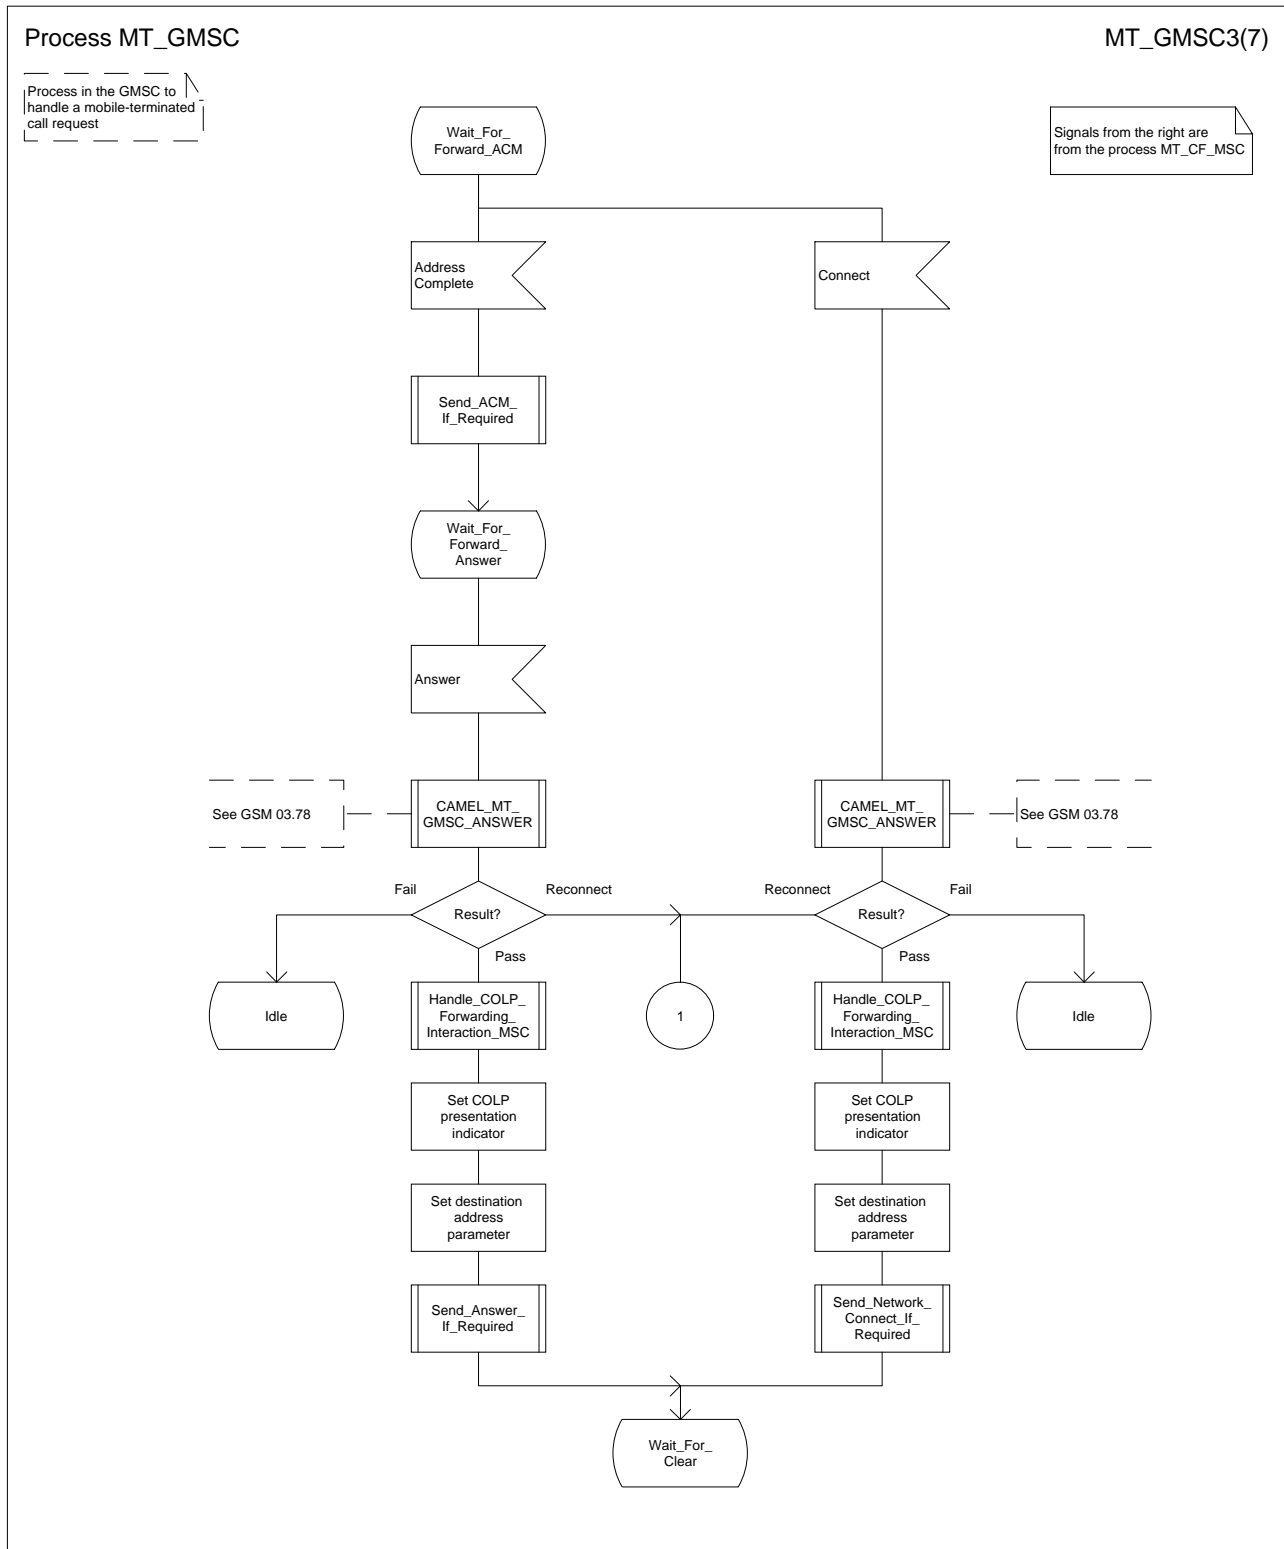 Process MT_GMSC
MT_GMSC3(7)
Process in the GMSC to
handle a mobile-terminated
call request
Signals from the right are
from the process MT_CF_MSC
Wait_For_
Forward_ACM
Address
Complete
Connect
Send_ACM_
If_Required
Wait_For_
Forward_
Answer
Answer
See GSM 03.78
CAMEL_MT_
GMSC_ANSWER
CAMEL_MT_
GMSC_ANSWER
See GSM 03.78
Fail
Result?
Reconnect
Reconnect
Result?
Fail
Pass
Pass
Idle
Handle_COLP_
Forwarding_
Interaction_MSC
1
Handle_COLP_
Forwarding_
Interaction_MSC
Idle
Set COLP
presentation
indicator
Set COLP
presentation
indicator
Set destination
address
parameter
Set destination
address
parameter
Send_Answer_
If_Required
Send_Network_
Connect_If_
Required
Wait_For_
Clear